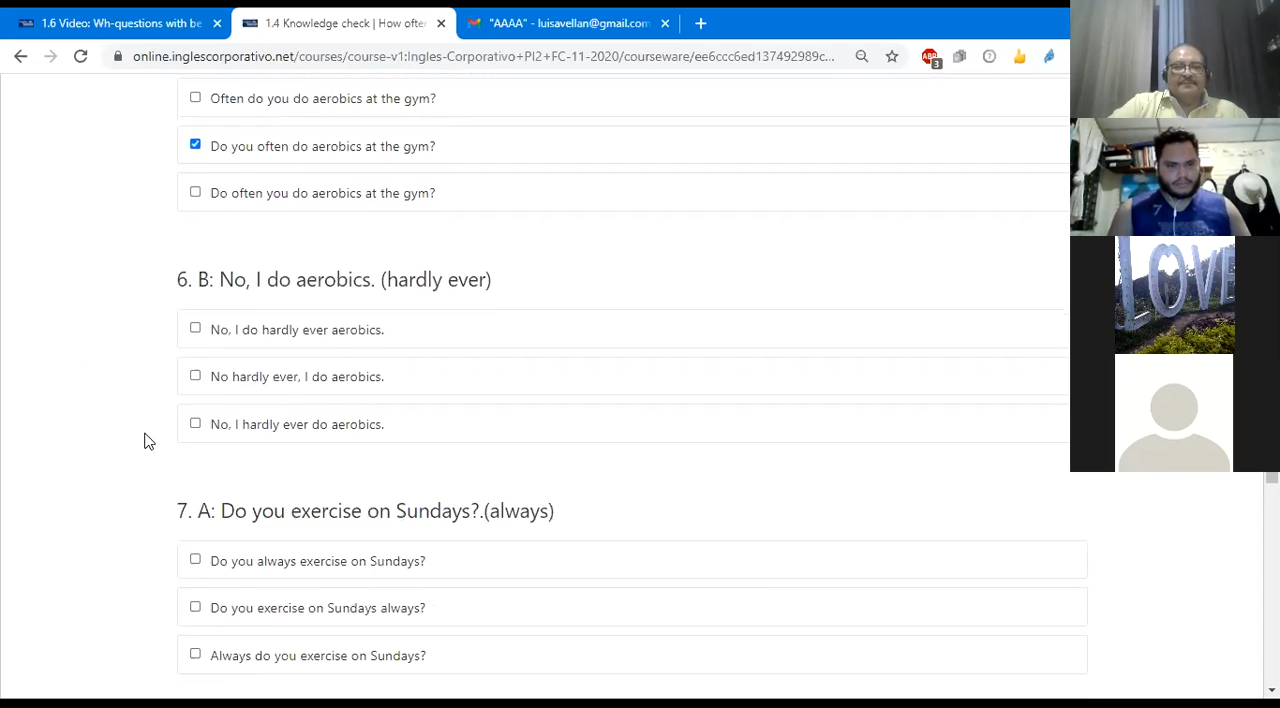 1.6 Video: Wh-questions with be
1.4 Knowledge check | How ofte
"AAAA" - luisavellan@gmail.com
online.inglescorporativo.net/courses/course-v1:Ingles-Corporativo+PI2+FC-11-2020/courseware/ee6ccc6ed137492989c...
ABP
3
Often do you do aerobics at the gym?
Do you often do aerobics at the gym?
Do often you do aerobics at the gym?
6. B: No, I do aerobics. (hardly ever)
No, I do hardly ever aerobics.
No hardly ever, I do aerobics.
No, I hardly ever do aerobics.
7. A: Do you exercise on Sundays?.(always)
Do you always exercise on Sundays?
Do you exercise on Sundays always?
Always do you exercise on Sundays?
7
LOVE